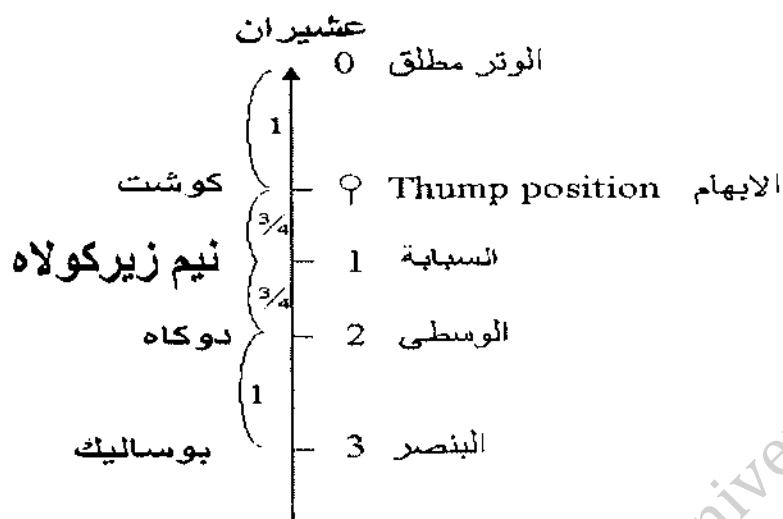 عشيران
0 الوتر مطلق
1
كوشت ♀ Thump position الابهام
3/4
نيم زيركولاه 1 السبابة
3/4
دوكاه 2 الوسطى
1
بوساليك 3 البنصر